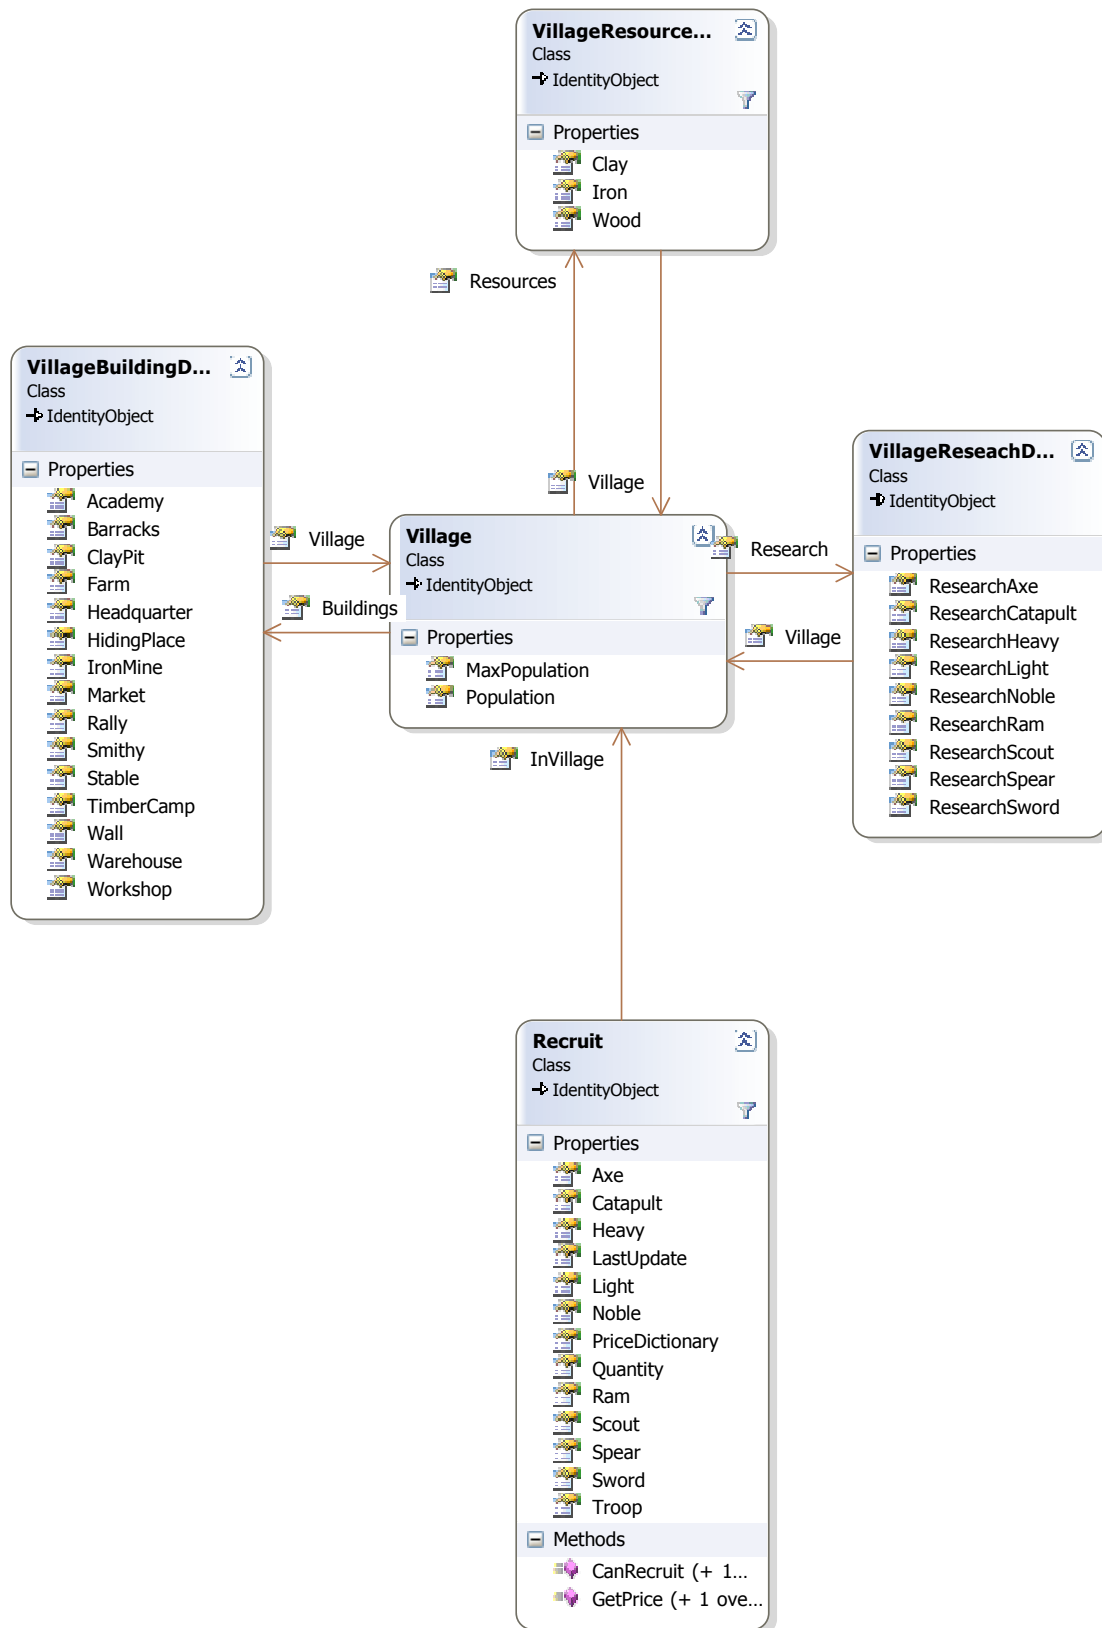 VillageResource...
Class
IdentityObject
Properties
Clay
Iron
Wood
Resources
Village
VillageBuildingD...
Class
IdentityObject
Properties
Academy
Barracks
ClayPit
Farm
Headquarter
HidingPlace
IronMine
Market
Rally
Smithy
Stable
TimberCamp
Wall
Warehouse
Workshop
Village
Buildings
Village
Class
IdentityObject
Properties
MaxPopulation
Population
Research
Village
VillageReseachD...
Class
IdentityObject
Properties
ResearchAxe
ResearchCatapult
ResearchHeavy
ResearchLight
ResearchNoble
ResearchRam
ResearchScout
ResearchSpear
ResearchSword
InVillage
Recruit
Class
IdentityObject
Properties
Axe
Catapult
Heavy
LastUpdate
Light
Noble
PriceDictionary
Quantity
Ram
Scout
Spear
Sword
Troop
Methods
CanRecruit (+ 1...
GetPrice (+ 1 ove...